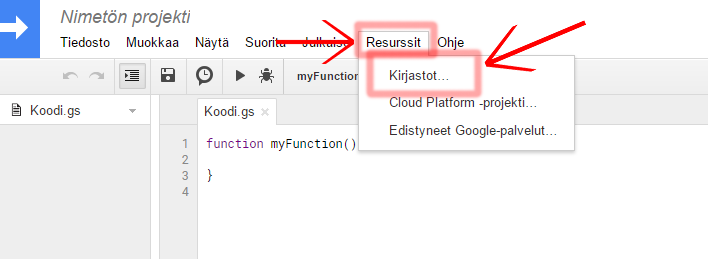 Nimetön projekti
Tiedosto Muokkaa Näytä Suorita Julkaise Resurssit Ohje
myFunction
Kirjastot…
Cloud Platform -projekti…
Edistyneet Google-palvelut…
Koodi.gs
Koodi.gs ×
1 function myFunction()
2
3 }
4